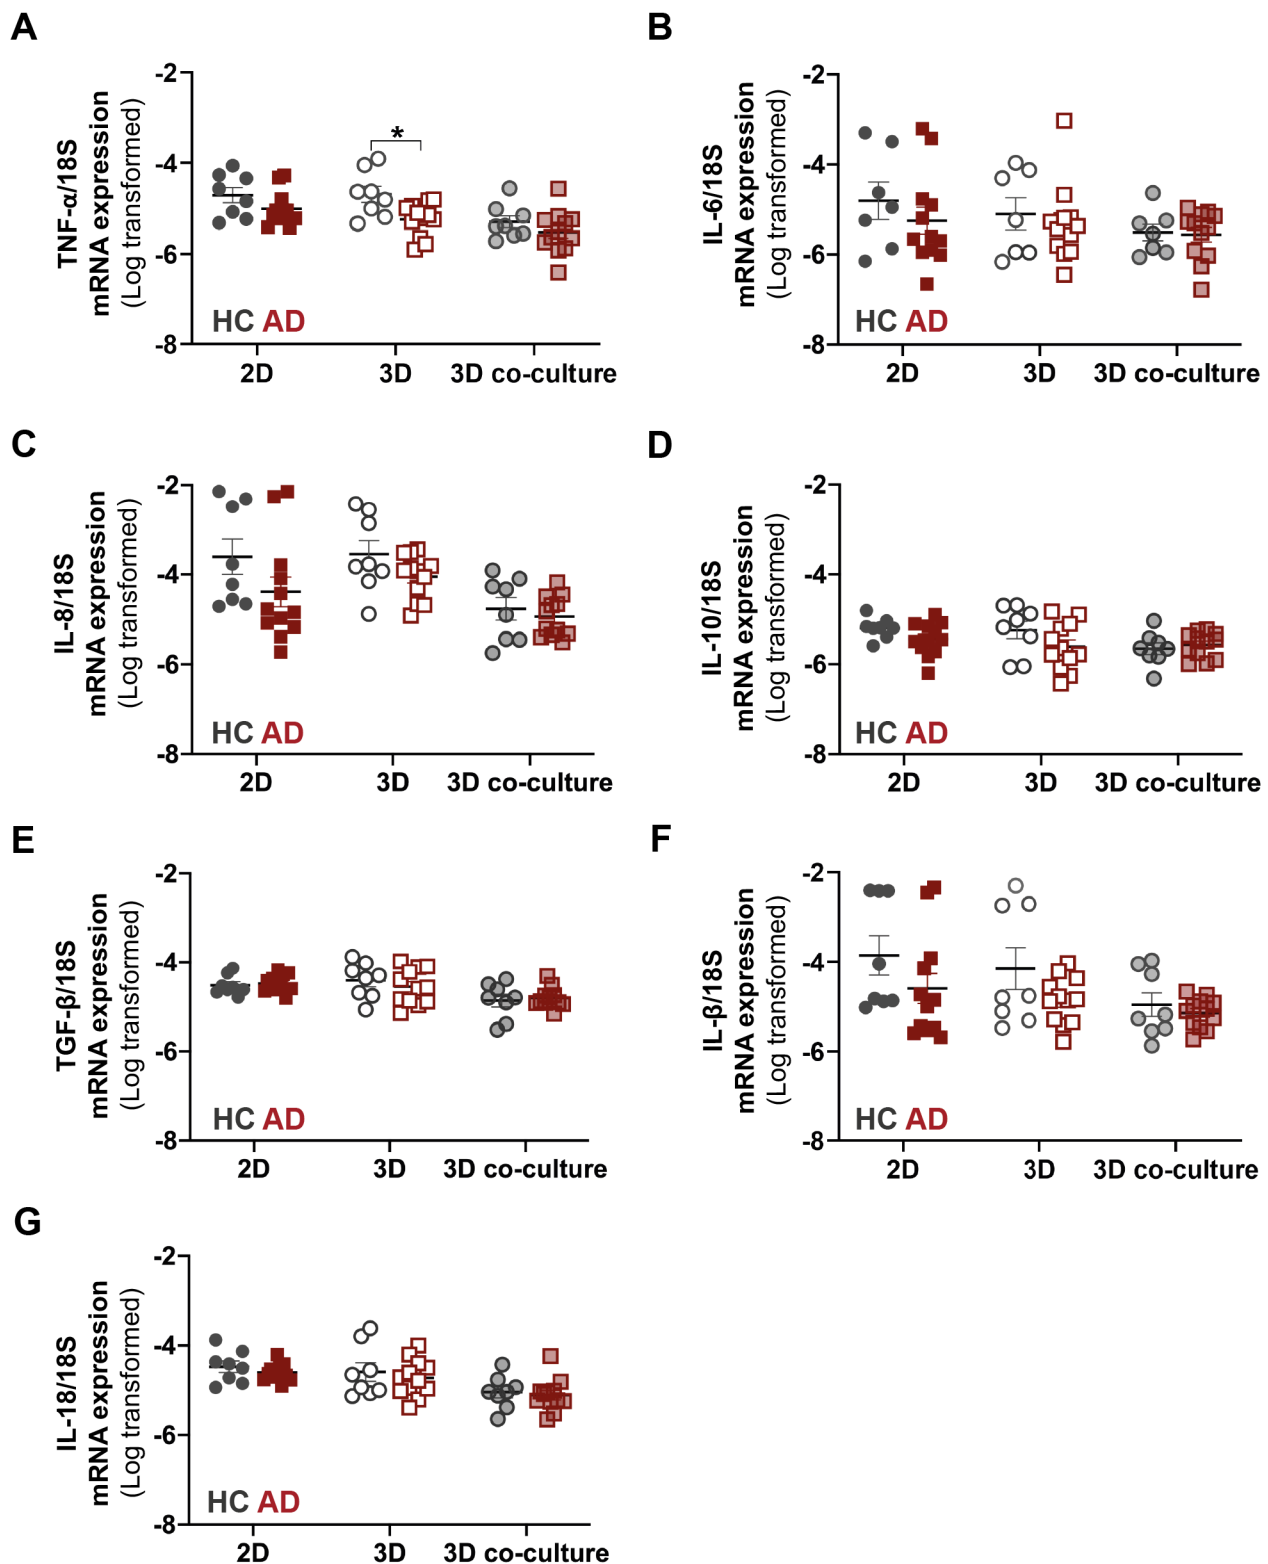 A
TNF-α/18S
mRNA expression
(Log transformed)
-2
-4
-6
-8
*
HC AD
2D
3D
3D co-culture
B
IL-6/18S
mRNA expression
(Log transformed)
-2
-4
-6
-8
HC AD
2D
3D
3D co-culture
C
IL-8/18S
mRNA expression
(Log transformed)
-2
-4
-6
-8
HC AD
2D
3D
3D co-culture
D
IL-10/18S
mRNA expression
(Log transformed)
-2
-4
-6
-8
HC AD
2D
3D
3D co-culture
E
TGF-β/18S
mRNA expression
(Log transformed)
-2
-4
-6
-8
HC AD
2D
3D
3D co-culture
F
IL-β/18S
mRNA expression
(Log transformed)
-2
-4
-6
-8
HC AD
2D
3D
3D co-culture
G
IL-18/18S
mRNA expression
(Log transformed)
-2
-4
-6
-8
HC AD
2D
3D
3D co-culture